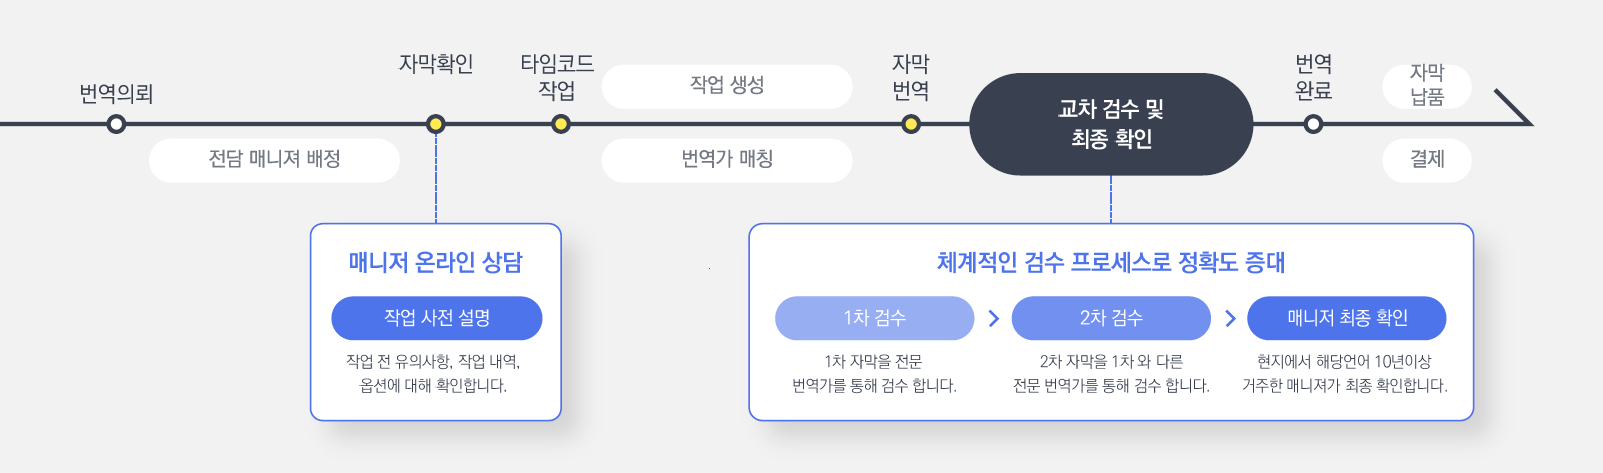 번역의뢰
전담 매니져 배정
자막확인
타임코드
작업
작업 생성
번역가 매칭
자막
번역
교차 검수 및
최종 확인
번역
완료
자막
납품
결제
매니저 온라인 상담
작업 사전 설명
작업 전 유의사항, 작업 내역,
옵션에 대해 확인합니다.
체계적인 검수 프로세스로 정확도 증대
1차 검수
1차 자막을 전문
번역가를 통해 검수 합니다.
2차 검수
2차 자막을 1차 와 다른
전문 번역가를 통해 검수 합니다.
매니저 최종 확인
현지에서 해당언어 10년이상
거주한 매니져가 최종 확인합니다.